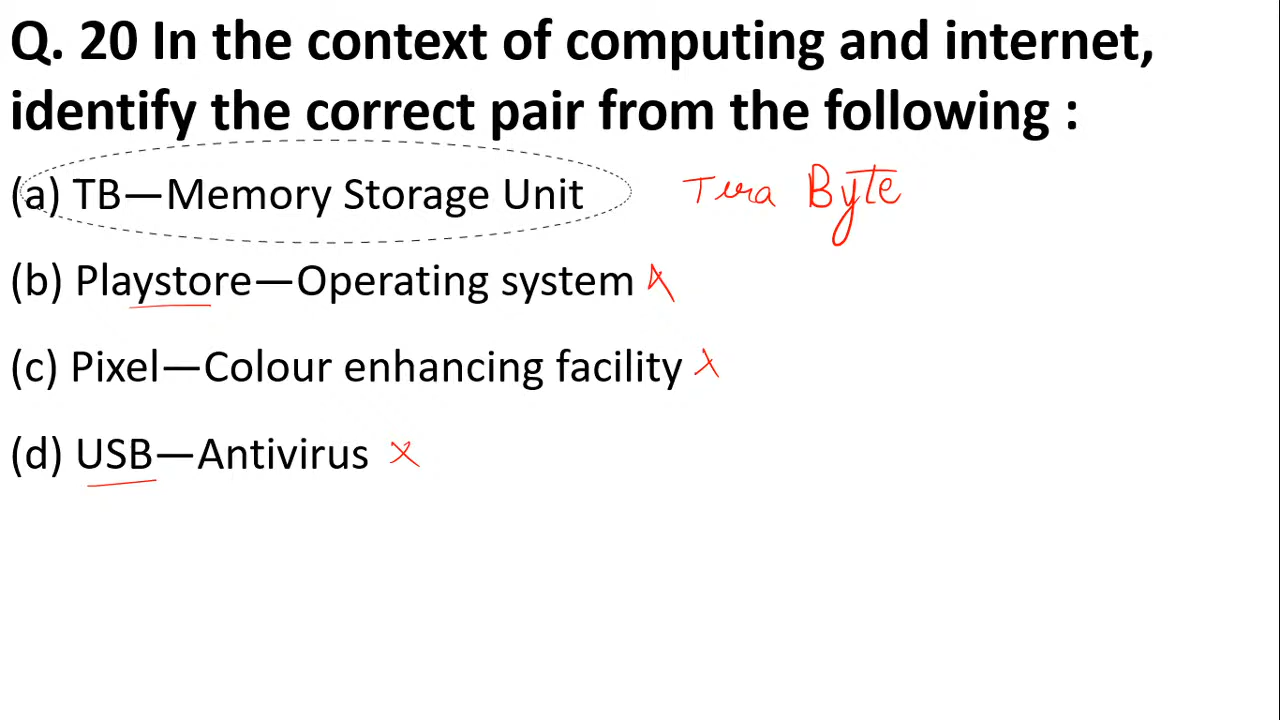 Q. 20 In the context of computing and internet,
identify the correct pair from the following :
(a) TB—Memory Storage Unit Tera Byte
(b) Playstore—Operating system
(c) Pixel—Colour enhancing facility
(d) USB—Antivirus